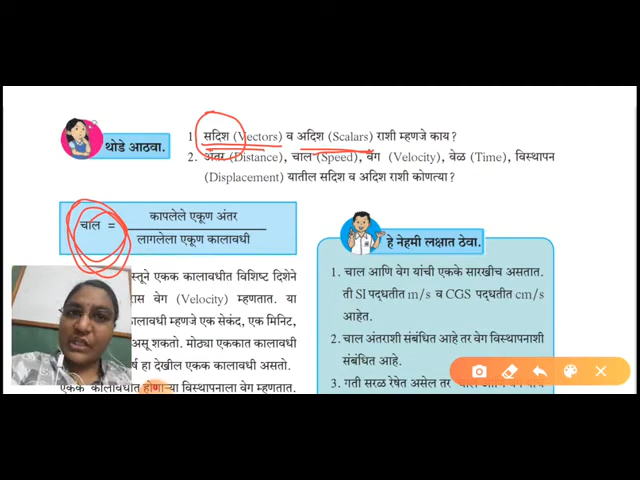 थोडे आठवा.
1. सदिश (Vectors) व अदिश (Scalars) राशी म्हणजे काय?
2. अंतर (Distance), चाल (Speed), वेग (Velocity), वेळ (Time), विस्थापन
(Displacement) यातील सदिश व अदिश राशी कोणत्या?
चाल = कापलेले एकूण अंतर
लागलेला एकूण कालावधी
स्तूने एकक कालावधीत विशिष्ट दिशेने
रास वेग (Velocity) म्हणतात. या
कालावधी म्हणजे एक सेकंद, एक मिनिट,
असू शकतो. मोठ्या एककात कालावधी
र्ष हा देखील एकक कालावधी असतो.
एकक कालावधीत होणाऱ्या विस्थापनाला वेग म्हणतात.
हे नेहमी लक्षात ठेवा.
1. चाल आणि वेग यांची एकके सारखीच असतात.
ती SI पद्धतीत m/s व CGS पद्धतीत cm/s
आहेत.
2. चाल अंतराशी संबंधित आहे तर वेग विस्थापनाशी
संबंधित आहे.
3. गती सरळ रेषेत असेल तर